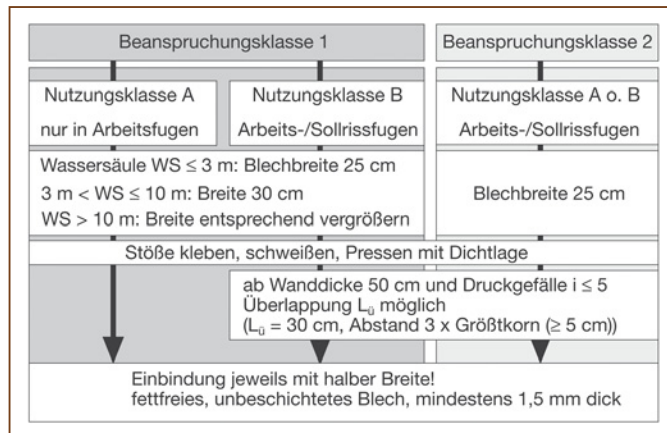 Beanspruchungsklasse 1
Beanspruchungsklasse 2
Nutzungsklasse A
nur in Arbeitsfugen
Nutzungsklasse B
Arbeits-/Sollrissfugen
Nutzungsklasse A o. B
Arbeits-/Sollrissfugen
Wassersäule WS ≤ 3 m: Blechbreite 25 cm
3 m < WS ≤ 10 m: Breite 30 cm
WS > 10 m: Breite entsprechend vergrößern
Blechbreite 25 cm
Stöße kleben, schweißen, Pressen mit Dichtlage
ab Wanddicke 50 cm und Druckgefälle i ≤ 5
Überlappung Lü möglich
(Lü = 30 cm, Abstand 3 x Größtkorn (≥ 5 cm))
Einbindung jeweils mit halber Breite!
fettfreies, unbeschichtetes Blech, mindestens 1,5 mm dick